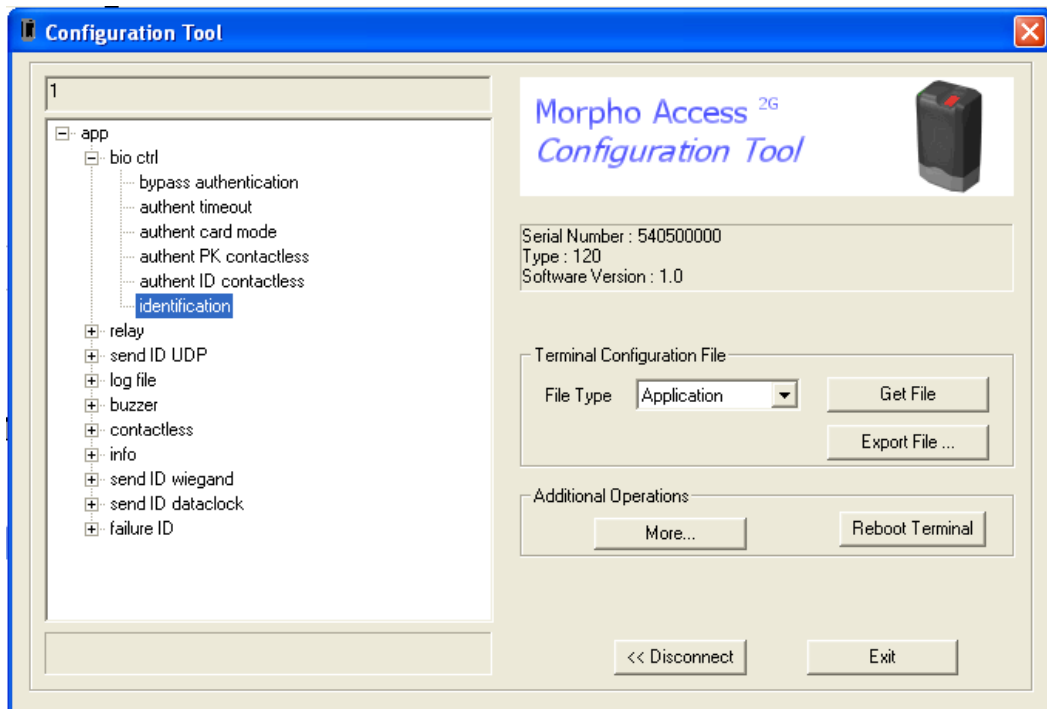 Configuration Tool
1
app
bio ctrl
bypass authentication
authent timeout
authent card mode
authent PK contactless
authent ID contactless
identification
relay
send ID UDP
log file
buzzer
contactless
info
send ID wiegand
send ID dataclock
failure ID
Morpho Access 2G
Configuration Tool
Serial Number : 540500000
Type : 120
Software Version : 1.0
Terminal Configuration File
File Type Application Get File
Export File ...
Additional Operations
More... Reboot Terminal
<< Disconnect Exit